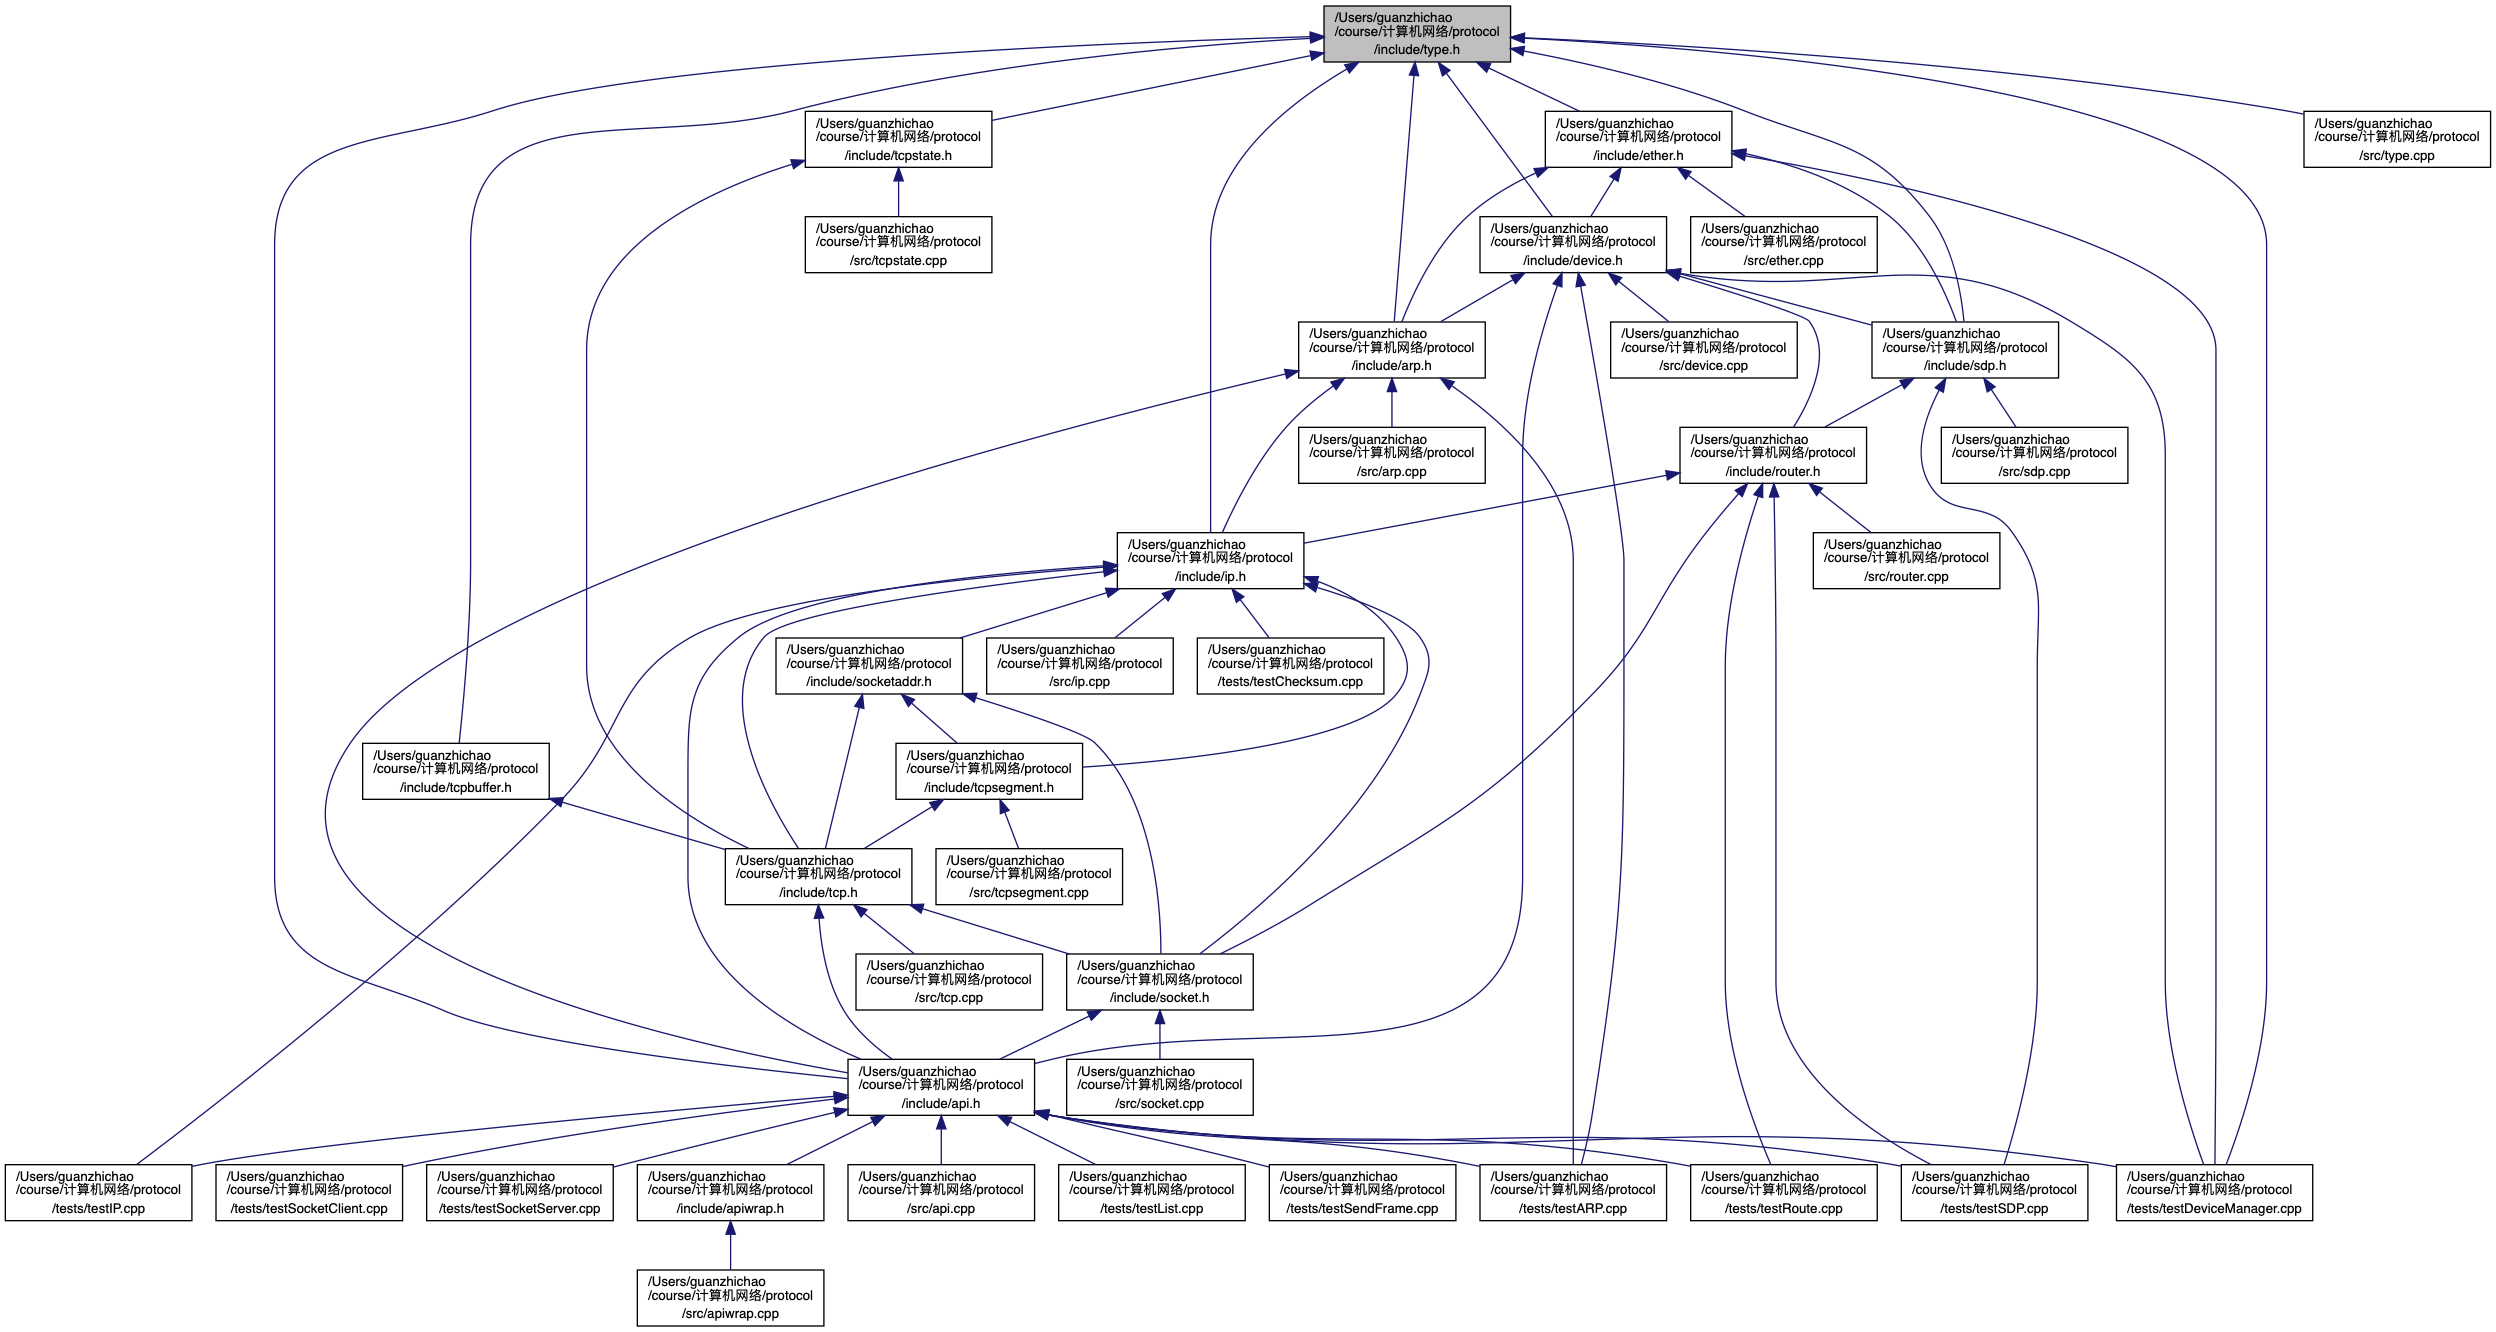 /Users/guanzhichao
/course/计算机网络/protocol
/include/type.h
/Users/guanzhichao
/course/计算机网络/protocol
/include/tcpstate.h
/Users/guanzhichao
/course/计算机网络/protocol
/include/ether.h
/Users/guanzhichao
/course/计算机网络/protocol
/src/type.cpp
/Users/guanzhichao
/course/计算机网络/protocol
/src/tcpstate.cpp
/Users/guanzhichao
/course/计算机网络/protocol
/include/device.h
/Users/guanzhichao
/course/计算机网络/protocol
/src/ether.cpp
/Users/guanzhichao
/course/计算机网络/protocol
/include/arp.h
/Users/guanzhichao
/course/计算机网络/protocol
/src/device.cpp
/Users/guanzhichao
/course/计算机网络/protocol
/include/sdp.h
/Users/guanzhichao
/course/计算机网络/protocol
/src/arp.cpp
/Users/guanzhichao
/course/计算机网络/protocol
/include/router.h
/Users/guanzhichao
/course/计算机网络/protocol
/src/sdp.cpp
/Users/guanzhichao
/course/计算机网络/protocol
/include/ip.h
/Users/guanzhichao
/course/计算机网络/protocol
/src/router.cpp
/Users/guanzhichao
/course/计算机网络/protocol
/include/socketaddr.h
/Users/guanzhichao
/course/计算机网络/protocol
/src/ip.cpp
/Users/guanzhichao
/course/计算机网络/protocol
/tests/testChecksum.cpp
/Users/guanzhichao
/course/计算机网络/protocol
/include/tcpbuffer.h
/Users/guanzhichao
/course/计算机网络/protocol
/include/tcpsegment.h
/Users/guanzhichao
/course/计算机网络/protocol
/include/tcp.h
/Users/guanzhichao
/course/计算机网络/protocol
/src/tcpsegment.cpp
/Users/guanzhichao
/course/计算机网络/protocol
/src/tcp.cpp
/Users/guanzhichao
/course/计算机网络/protocol
/include/socket.h
/Users/guanzhichao
/course/计算机网络/protocol
/include/api.h
/Users/guanzhichao
/course/计算机网络/protocol
/src/socket.cpp
/Users/guanzhichao
/course/计算机网络/protocol
/tests/testIP.cpp
/Users/guanzhichao
/course/计算机网络/protocol
/tests/testSocketClient.cpp
/Users/guanzhichao
/course/计算机网络/protocol
/tests/testSocketServer.cpp
/Users/guanzhichao
/course/计算机网络/protocol
/include/apiwrap.h
/Users/guanzhichao
/course/计算机网络/protocol
/src/api.cpp
/Users/guanzhichao
/course/计算机网络/protocol
/tests/testList.cpp
/Users/guanzhichao
/course/计算机网络/protocol
/tests/testSendFrame.cpp
/Users/guanzhichao
/course/计算机网络/protocol
/tests/testARP.cpp
/Users/guanzhichao
/course/计算机网络/protocol
/tests/testRoute.cpp
/Users/guanzhichao
/course/计算机网络/protocol
/tests/testSDP.cpp
/Users/guanzhichao
/course/计算机网络/protocol
/tests/testDeviceManager.cpp
/Users/guanzhichao
/course/计算机网络/protocol
/src/apiwrap.cpp